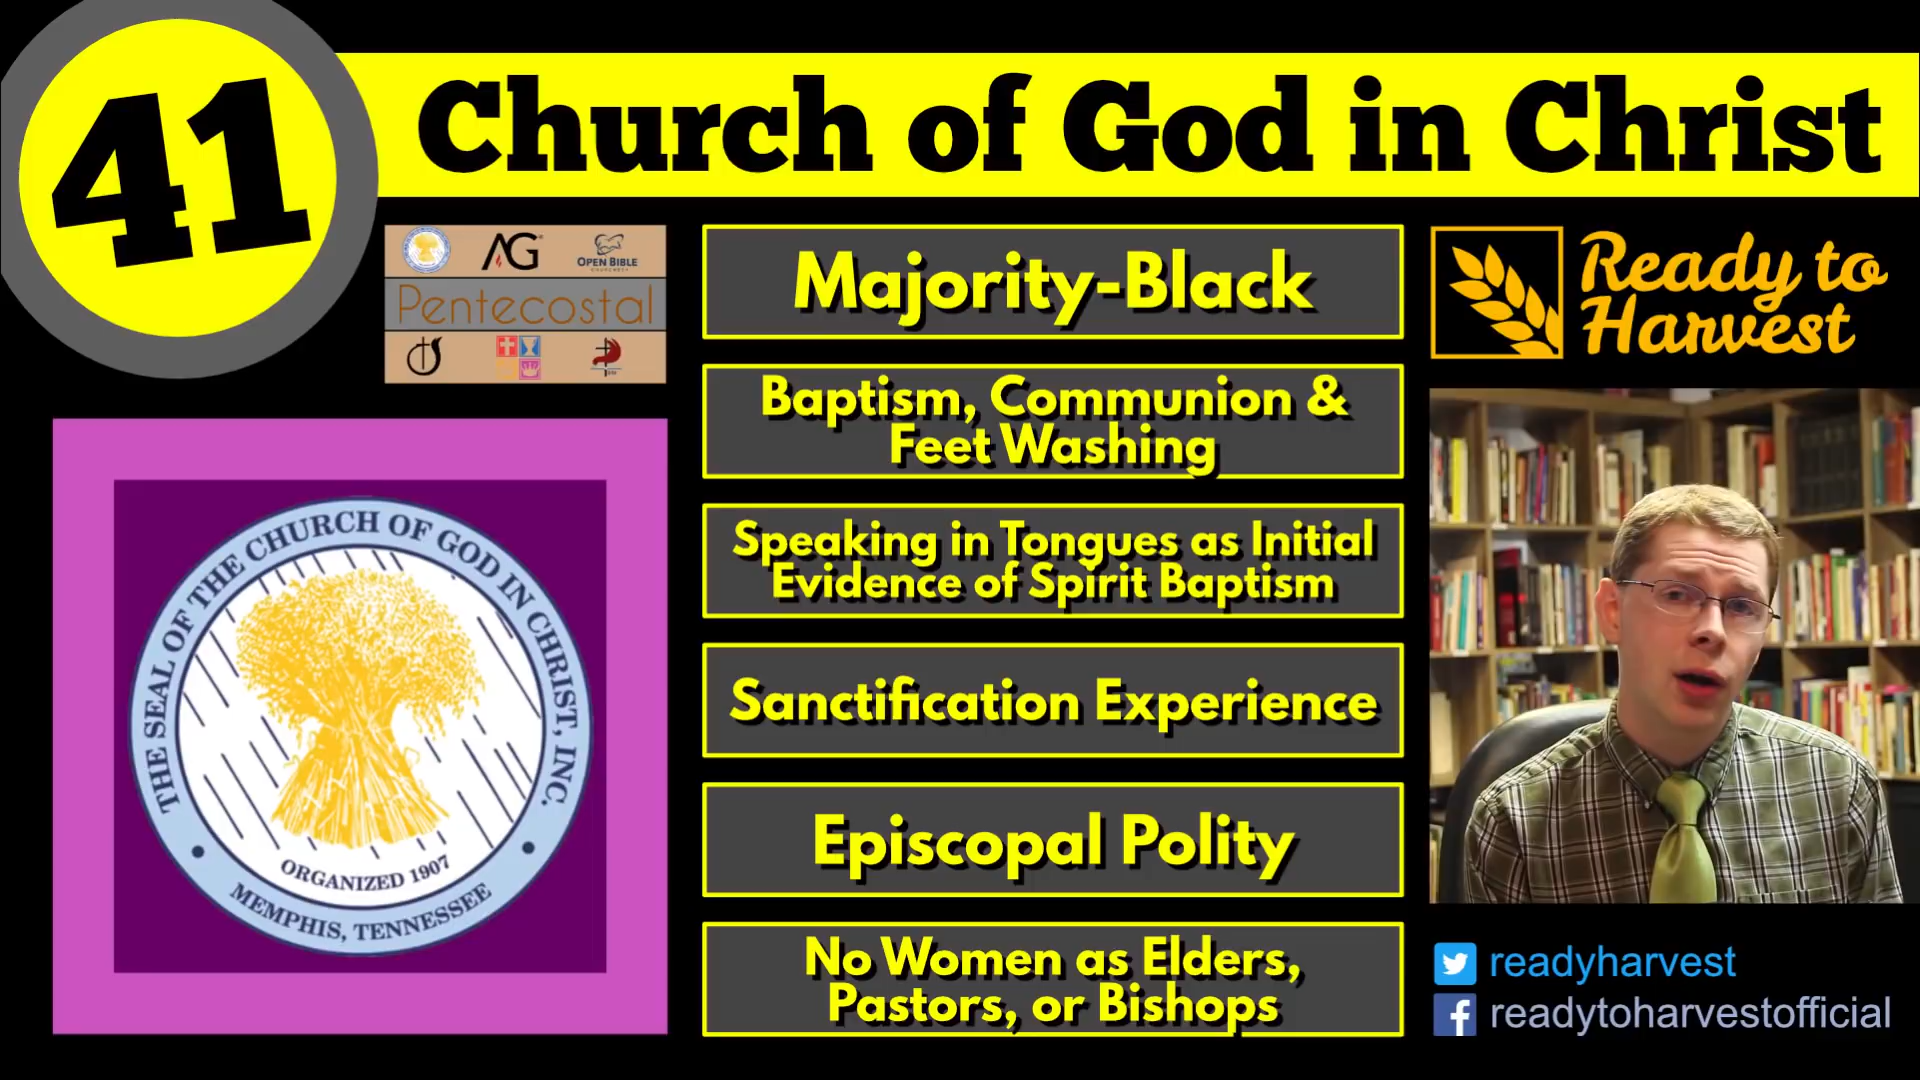 41
Church of God in Christ
AG
OPEN BIBLE
CHURCHES
Pentecostal
Majority-Black
Baptism, Communion &
Feet Washing
Speaking in Tongues as Initial
Evidence of Spirit Baptism
Sanctification Experience
Episcopal Polity
No Women as Elders,
Pastors, or Bishops
THE SEAL OF THE CHURCH OF GOD IN CHRIST, INC.
ORGANIZED 1907
MEMPHIS, TENNESSEE
Ready to
Harvest
readyharvest
readytoharvestofficial